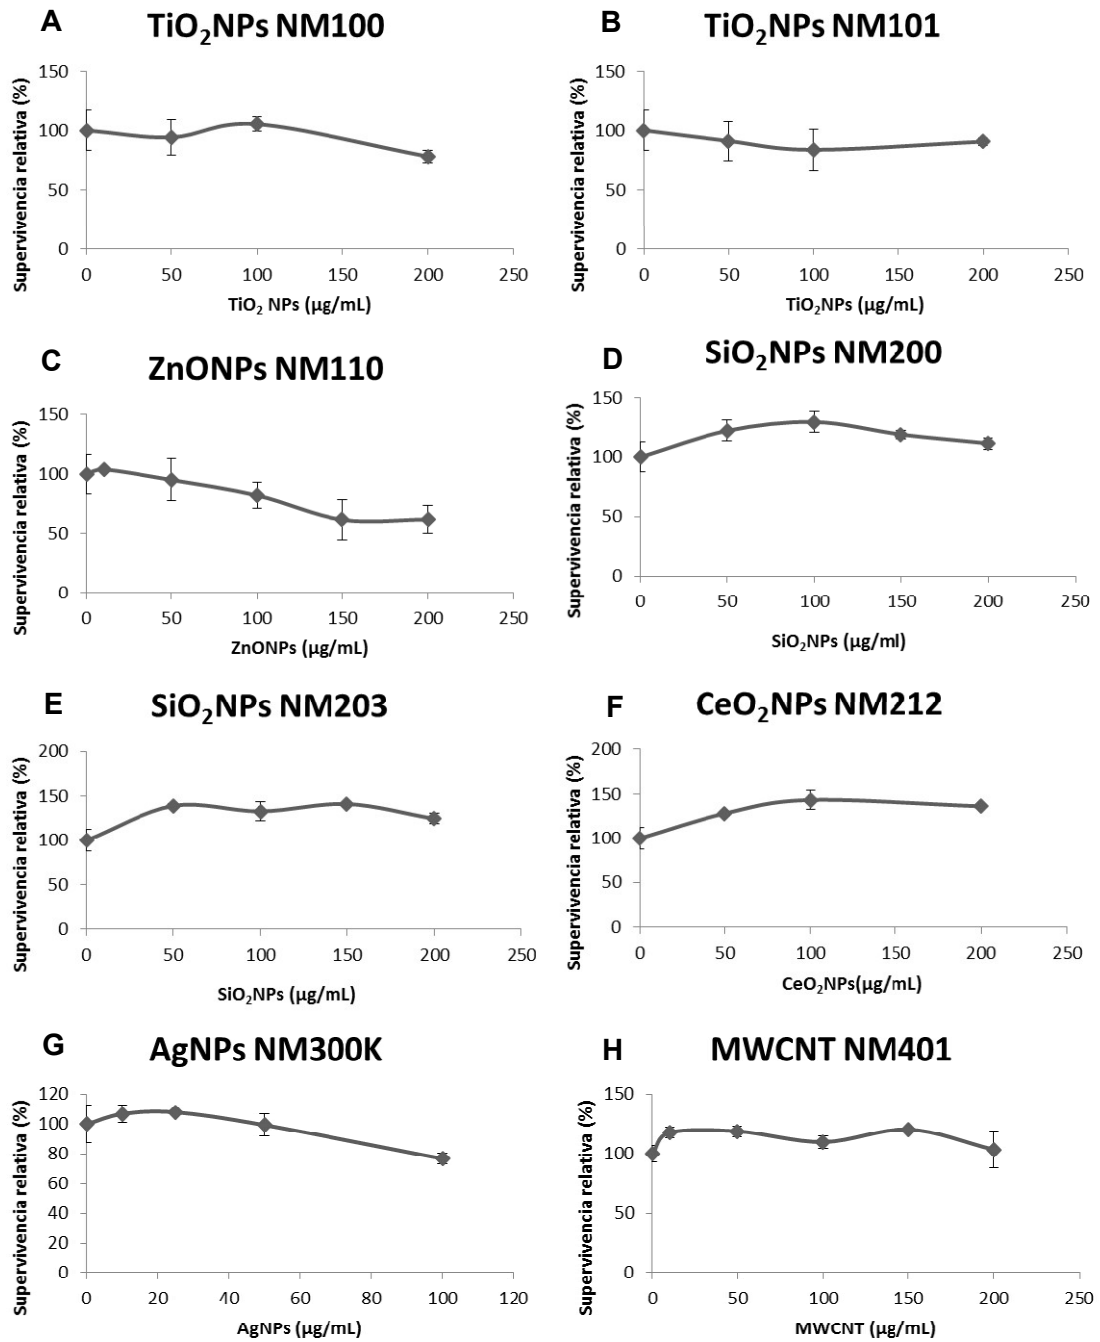 A
TiO₂NPs NM100
Supervivencia relativa (%)
150
100
50
0
0 50 100 150 200 250
TiO₂ NPs (µg/mL)
B
TiO₂NPs NM101
Supervivencia relativa (%)
150
100
50
0
0 50 100 150 200 250
TiO₂NPs (µg/mL)
C
ZnONPs NM110
Supervivencia relativa (%)
150
100
50
0
0 50 100 150 200 250
ZnONPs (µg/mL)
D
SiO₂NPs NM200
Supervivencia relativa (%)
150
100
50
0
0 50 100 150 200 250
SiO₂NPs (µg/ml)
E
SiO₂NPs NM203
Supervivencia relativa (%)
200
150
100
50
0
0 50 100 150 200 250
SiO₂NPs (µg/mL)
F
CeO₂NPs NM212
Supervivencia relativa (%)
200
150
100
50
0
0 50 100 150 200 250
CeO₂NPs(µg/mL)
G
AgNPs NM300K
Supervivencia relativa (%)
120
100
80
60
40
20
0
0 20 40 60 80 100 120
AgNPs (µg/mL)
H
MWCNT NM401
Supervivencia relativa (%)
150
100
50
0
0 50 100 150 200 250
MWCNT (µg/mL)